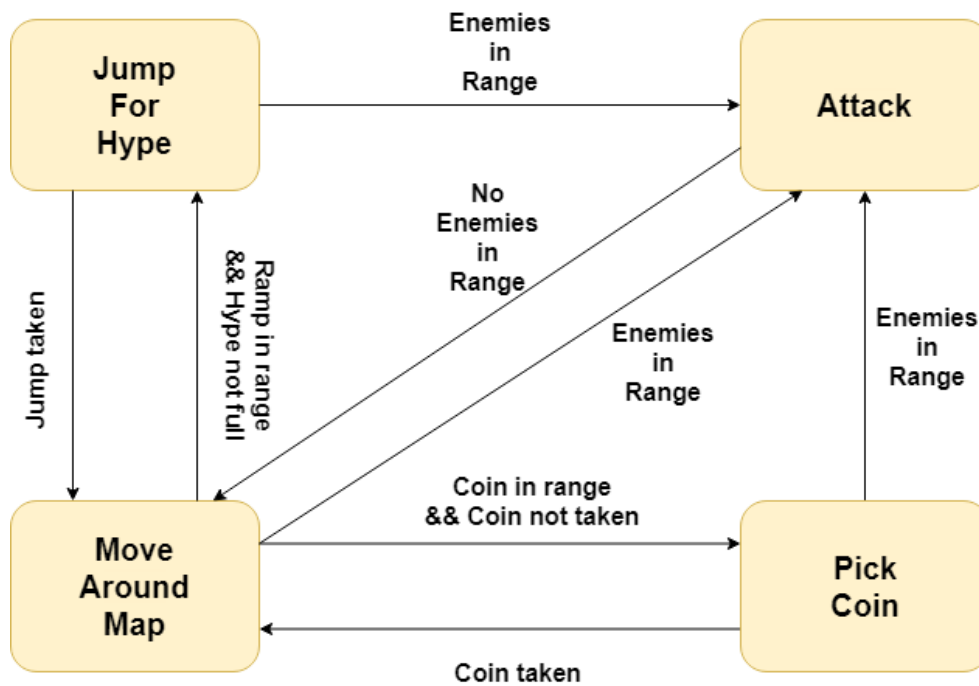 Enemies
in
Range
Jump
For
Hype
Attack
No
Enemies
in
Range
Ramp in range
&& Hype not full
Jump taken
Enemies
in
Range
Enemies
in
Range
Coin in range
&& Coin not taken
Move
Around
Map
Pick
Coin
Coin taken